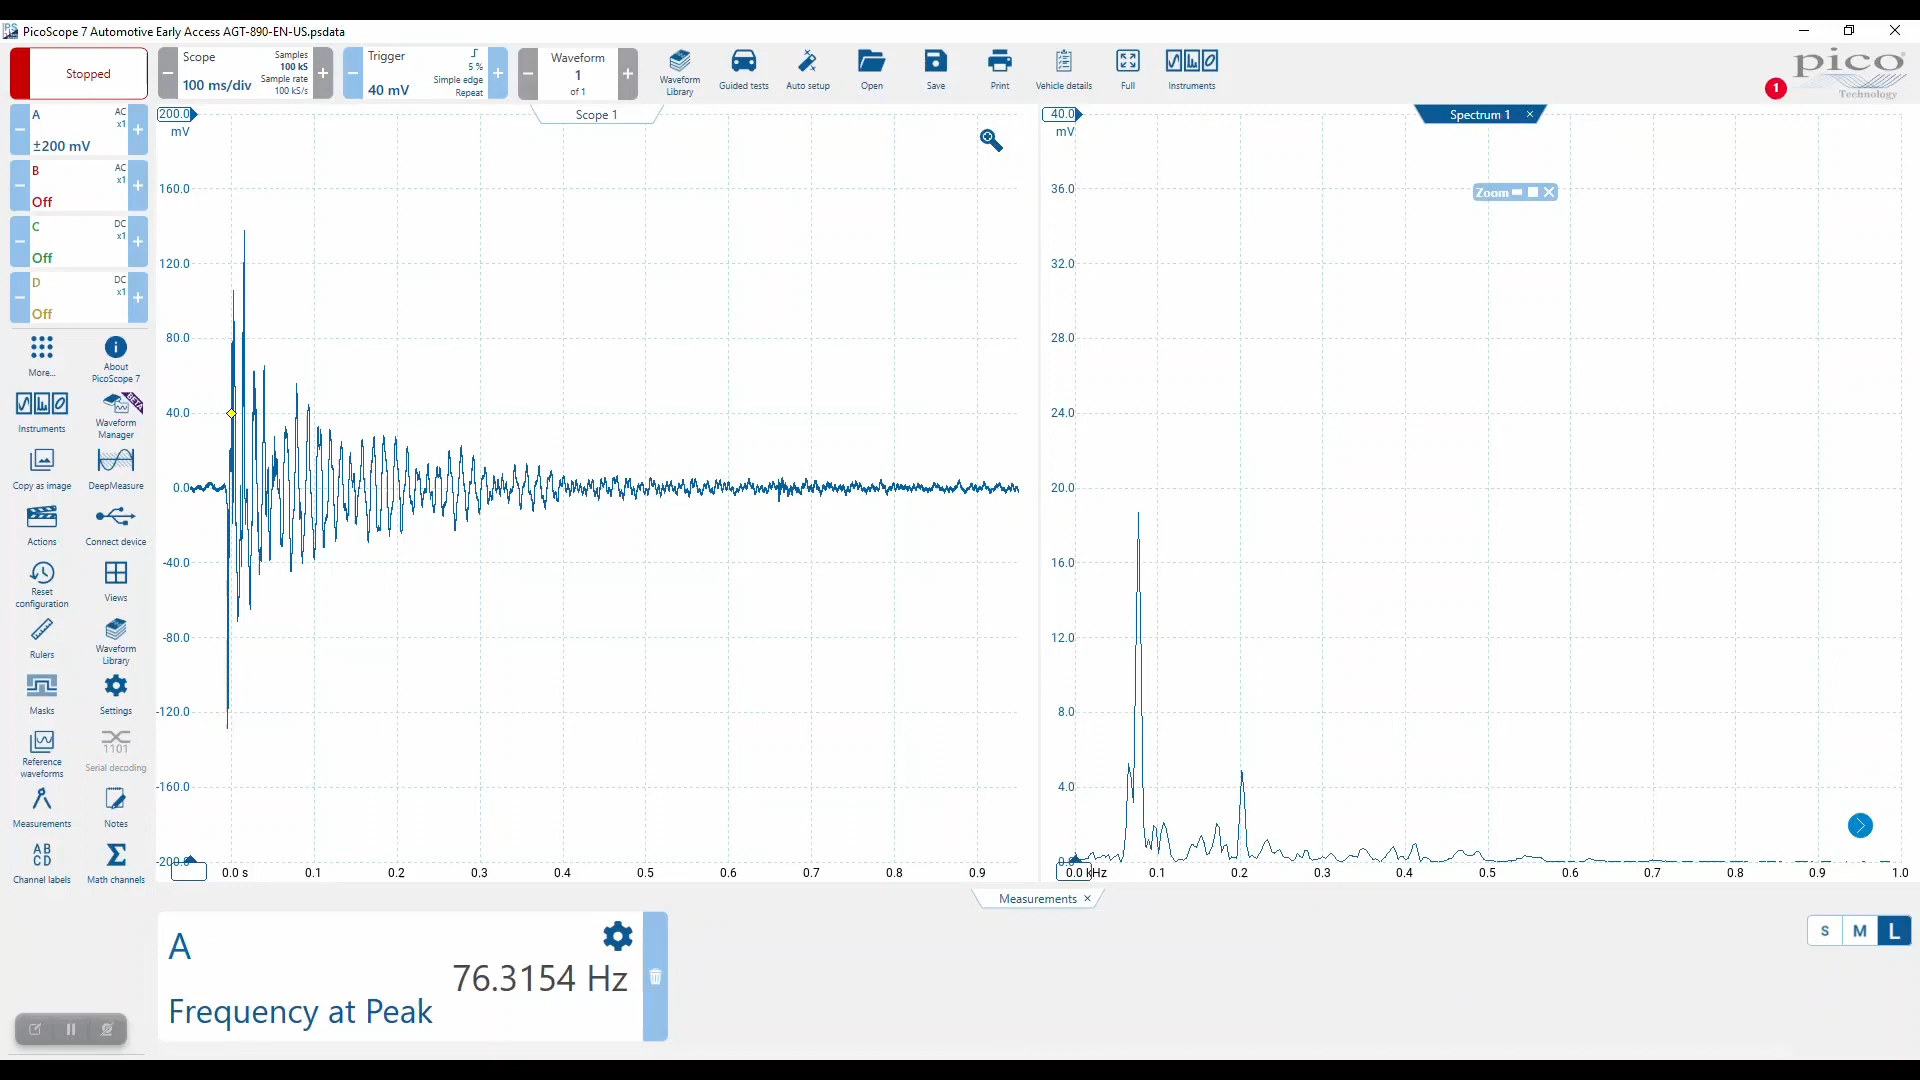 PicoScope 7 Automotive Early Access AGT-890-EN-US.psdata
Stopped
Scope
100 ms/div
Samples
100 kS
Sample rate
100 kS/s
Trigger
40 mV
5 %
Simple edge
Repeat
Waveform
1
of 1
Waveform
Library
Guided tests
Auto setup
Open
Save
Print
Vehicle details
Full
Instruments
1
pico
Technology
A
AC
x1
±200 mV
B
AC
x1
Off
C
DC
x1
Off
D
DC
x1
Off
More...
About
PicoScope 7
Instruments
Waveform
Manager
BETA
Copy as image
DeepMeasure
Actions
Connect device
Reset
configuration
Views
Rulers
Waveform
Library
Masks
Settings
Reference
waveforms
1101
Serial decoding
Measurements
Notes
AB
CD
Channel labels
Math channels
Scope 1
200.0
mV
160.0
120.0
80.0
40.0
0.0
-40.0
-80.0
-120.0
-160.0
-200.0
0.0 s 0.1 0.2 0.3 0.4 0.5 0.6 0.7 0.8 0.9
Spectrum 1
Zoom
40.0
mV
36.0
32.0
28.0
24.0
20.0
16.0
12.0
8.0
4.0
0.0
0.0 kHz 0.1 0.2 0.3 0.4 0.5 0.6 0.7 0.8 0.9 1.0
Measurements
S M L
A
76.3154 Hz
Frequency at Peak